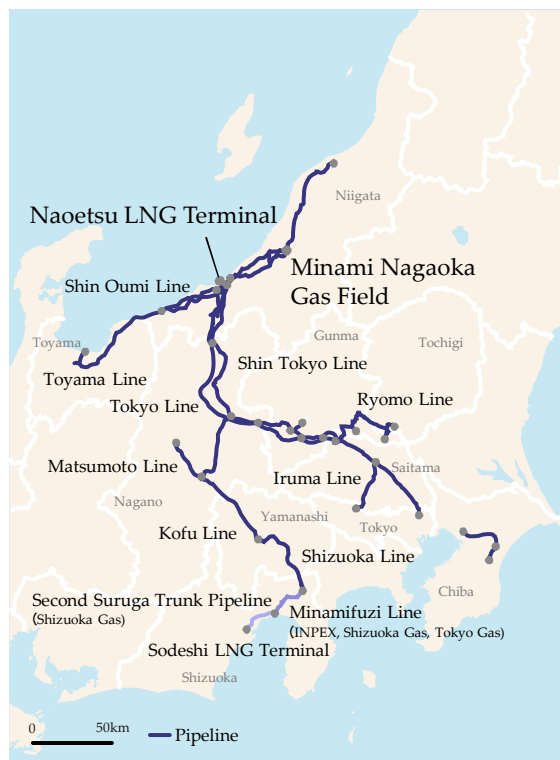 Niigata
Naoetsu LNG Terminal
Minami Nagaoka
Gas Field
Shin Oumi Line
Toyama
Gunma
Tochigi
Toyama Line
Shin Tokyo Line
Tokyo Line
Ryomo Line
Matsumoto Line
Iruma Line
Saitama
Nagano
Yamanashi
Tokyo
Kofu Line
Shizuoka Line
Chiba
Second Suruga Trunk Pipeline
(Shizuoka Gas)
Minamifuzi Line
(INPEX, Shizuoka Gas, Tokyo Gas)
Sodeshi LNG Terminal
Shizuoka
0 50km
Pipeline